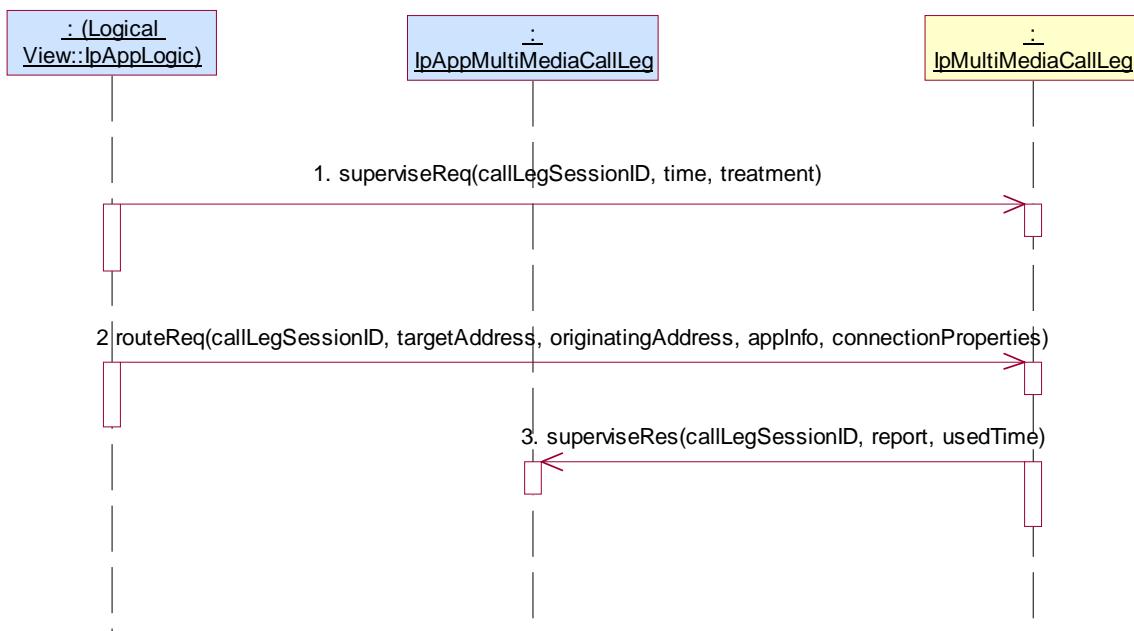 : (Logical
View::IpAppLogic)
:
IpAppMultiMediaCallLeg
:
IpMultiMediaCallLeg
1. superviseReq(callLegSessionID, time, treatment)
2 routeReq(callLegSessionID, targetAddress, originatingAddress, appInfo, connectionProperties)
3. superviseRes(callLegSessionID, report, usedTime)